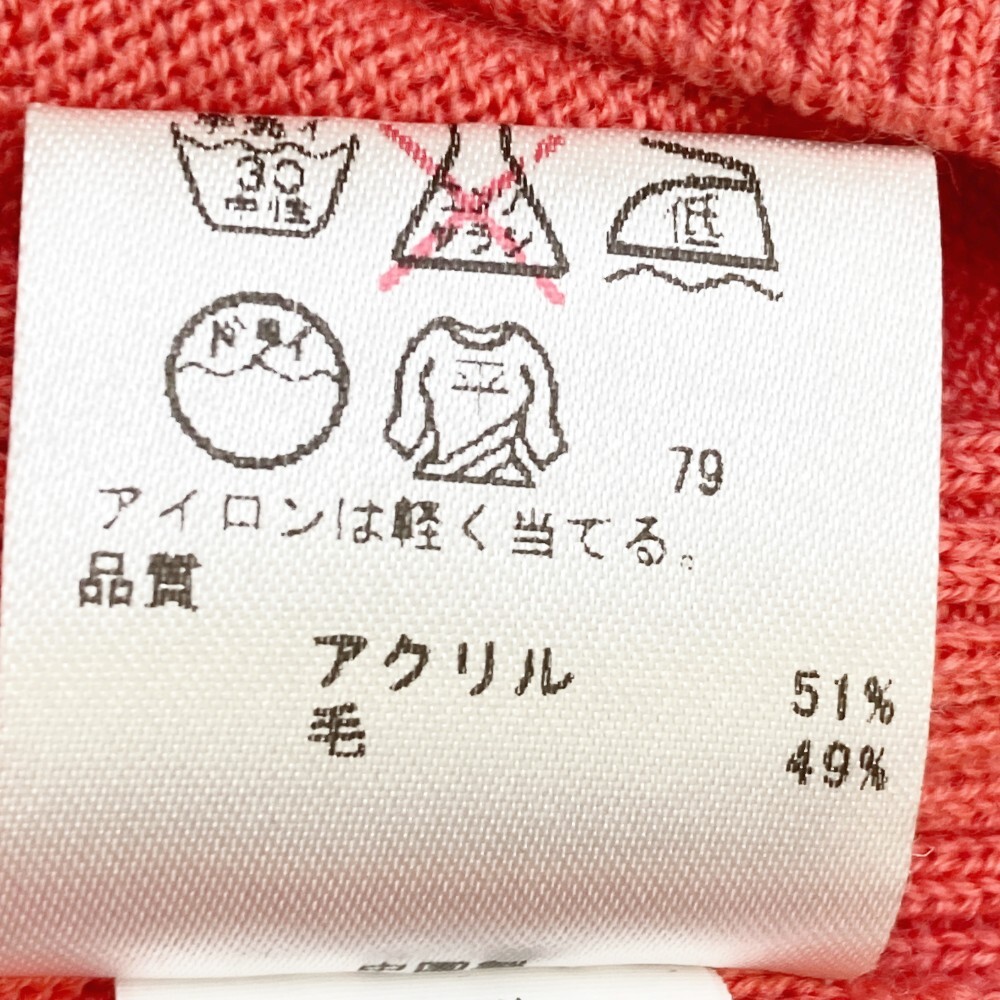 手洗イ
30
中性
エンソ
サラシ
低
ドライ
平
79
アイロンは軽く当てる。
品質
アクリル 51%
毛 49%